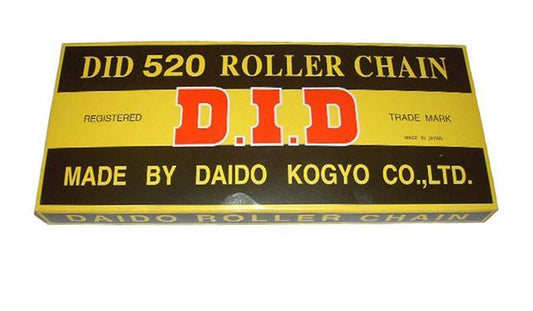 DID 520 ROLLER CHAIN
REGISTERED D.I.D TRADE MARK
MADE IN JAPAN
MADE BY DAIDO KOGYO CO.,LTD.
DAIDO ROLLER CHAIN